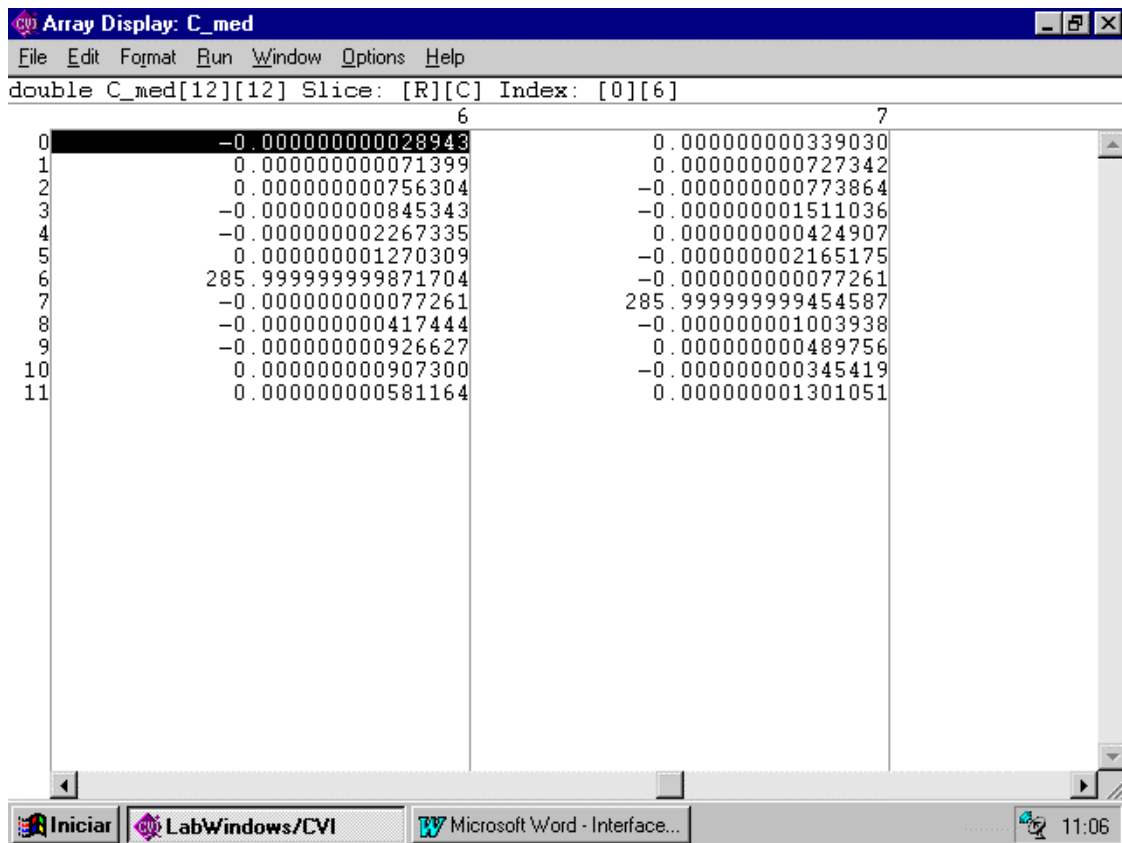 CVI Array Display: C_med
File Edit Format Run Window Options Help
double C_med[12][12] Slice: [R][C] Index: [0][6]
6 7
0 -0.000000000028943 0.000000000339030
1 0.000000000071399 0.000000000727342
2 0.000000000756304 -0.000000000773864
3 -0.000000000845343 -0.000000001511036
4 -0.000000002267335 0.000000000424907
5 0.000000001270309 -0.000000002165175
6 285.999999999871704 -0.000000000077261
7 -0.000000000077261 285.999999999454587
8 -0.000000000417444 -0.000000001003938
9 -0.000000000926627 0.000000000489756
10 0.000000000907300 -0.000000000345419
11 0.000000000581164 0.000000001301051
Iniciar CVI LabWindows/CVI W Microsoft Word - Interface... 11:06